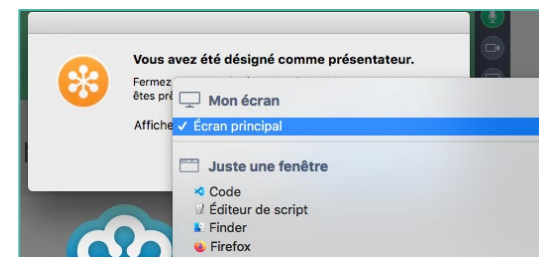 Vous avez été désigné comme présentateur.
Fermez
êtes pré
Mon écran
Affiche ✓ Écran principal
Juste une fenêtre
Code
Éditeur de script
Finder
Firefox